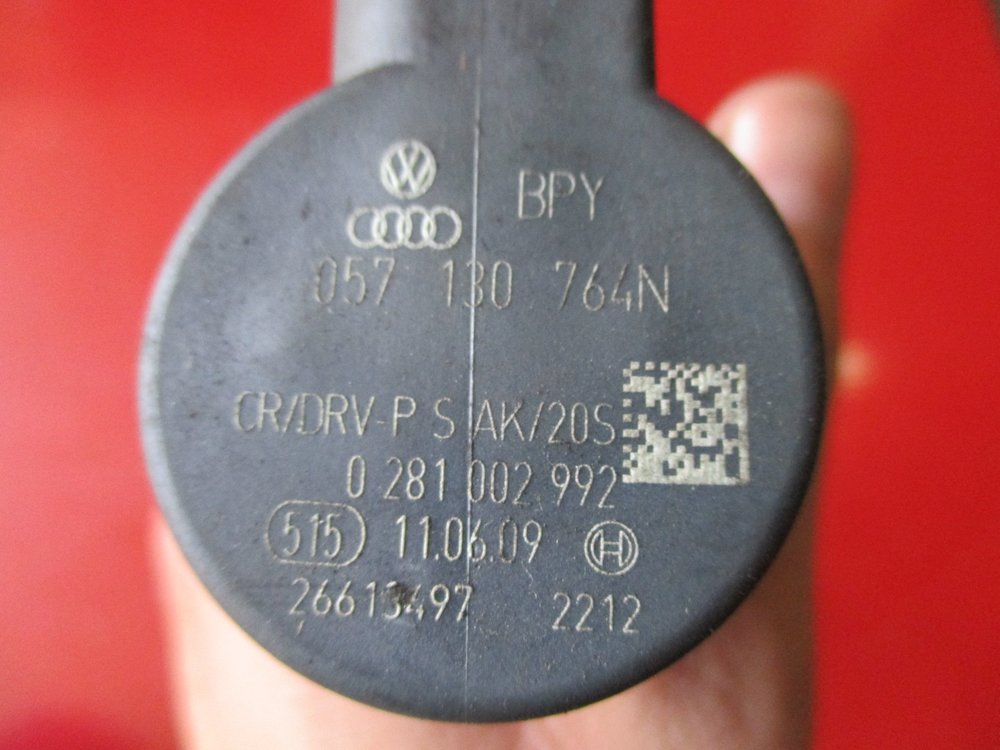 BPY
057 130 764N
CR/DRV-P S AK/20S
0 281 002 992
515 11.06.09
26613497 2212